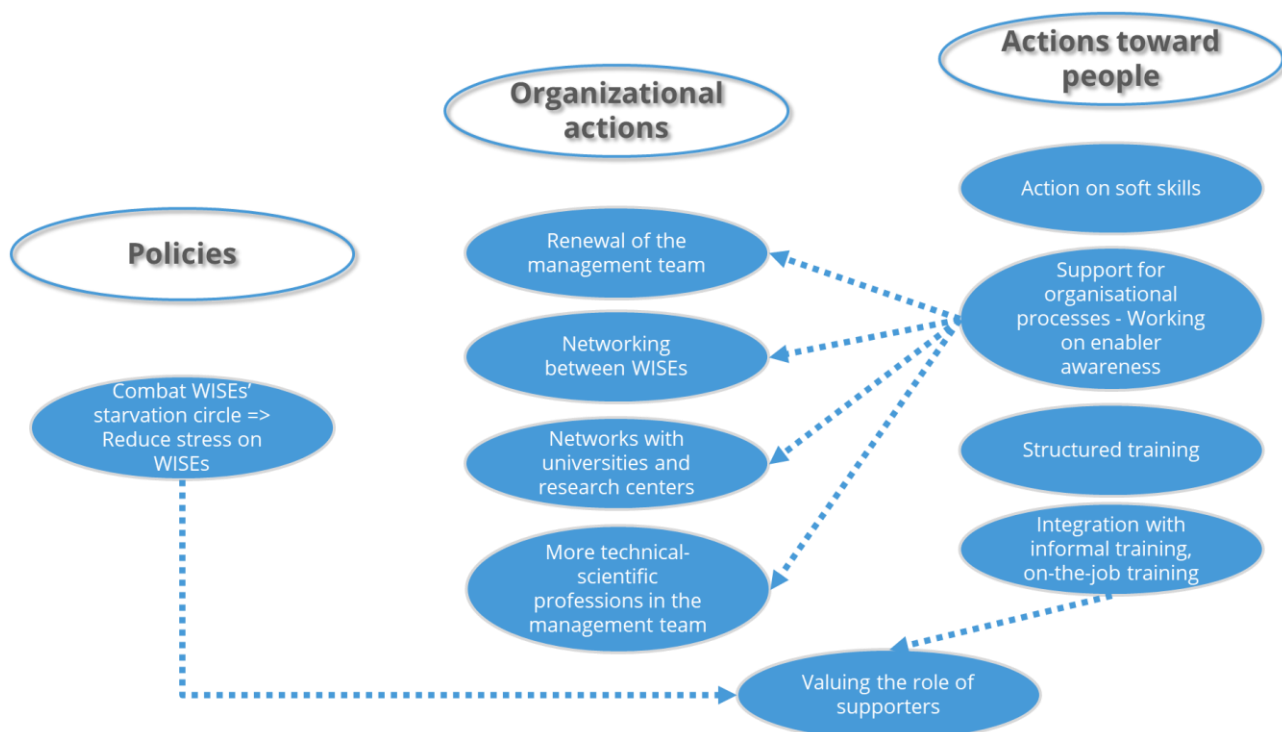 Policies
Combat WISEs'
starvation circle =>
Reduce stress on
WISEs
Organizational
actions
Renewal of the
management team
Networking
between WISEs
Networks with
universities and
research centers
More technical-
scientific
professions in the
management team
Actions toward
people
Action on soft skills
Support for
organisational
processes - Working
on enabler
awareness
Structured training
Integration with
informal training,
on-the-job training
Valuing the role of
supporters